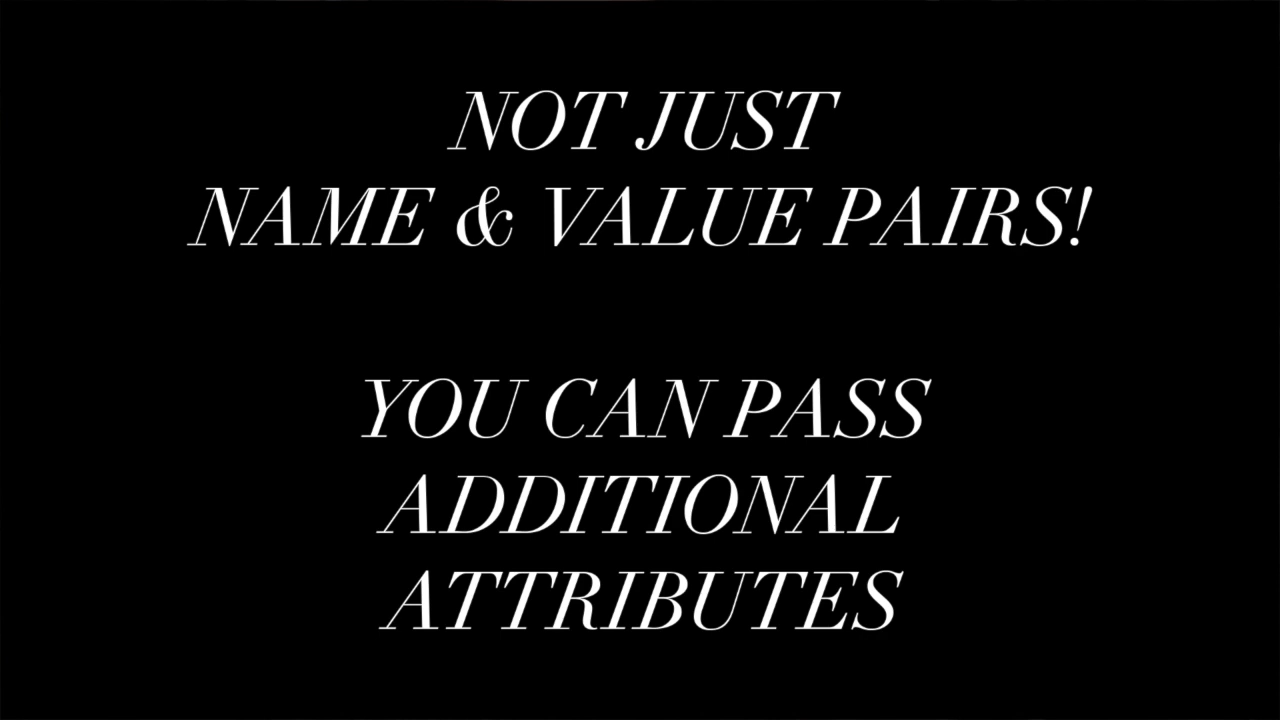 NOT JUST
NAME & VALUE PAIRS!
YOU CAN PASS
ADDITIONAL
ATTRIBUTES